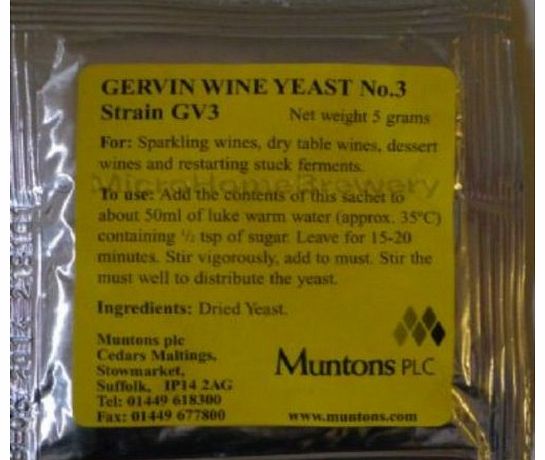 GERVIN WINE YEAST No.3
Strain GV3 Net weight 5 grams
For: Sparkling wines, dry table wines, dessert
wines and restarting stuck ferments.
MicroHomeBrewery
To use: Add the contents of this sachet to
about 50ml of luke warm water (approx. 35°C)
containing ½ tsp of sugar. Leave for 15-20
minutes. Stir vigorously, add to must. Stir the
must well to distribute the yeast.
Ingredients: Dried Yeast.
Muntons plc
Cedars Maltings,
Stowmarket,
Suffolk, IP14 2AG
Tel: 01449 618300
Fax: 01449 677800
Muntons PLC
www.muntons.com